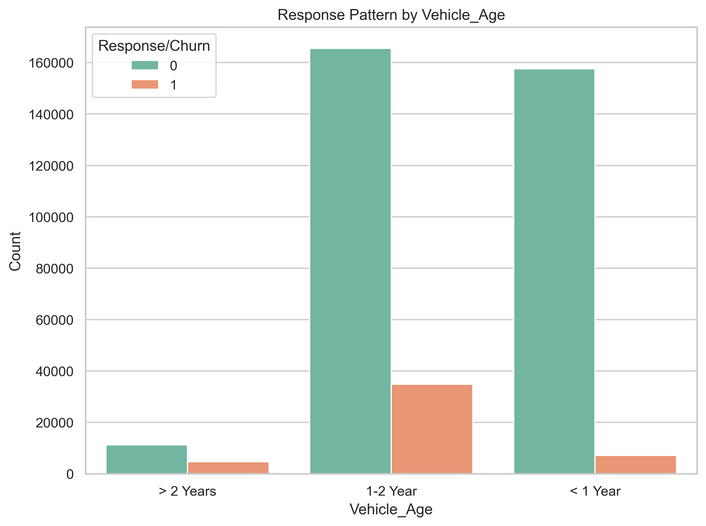 Response Pattern by Vehicle_Age
Response/Churn
0
1
160000
140000
120000
100000
80000
60000
40000
20000
0
Count
> 2 Years
1-2 Year
< 1 Year
Vehicle_Age